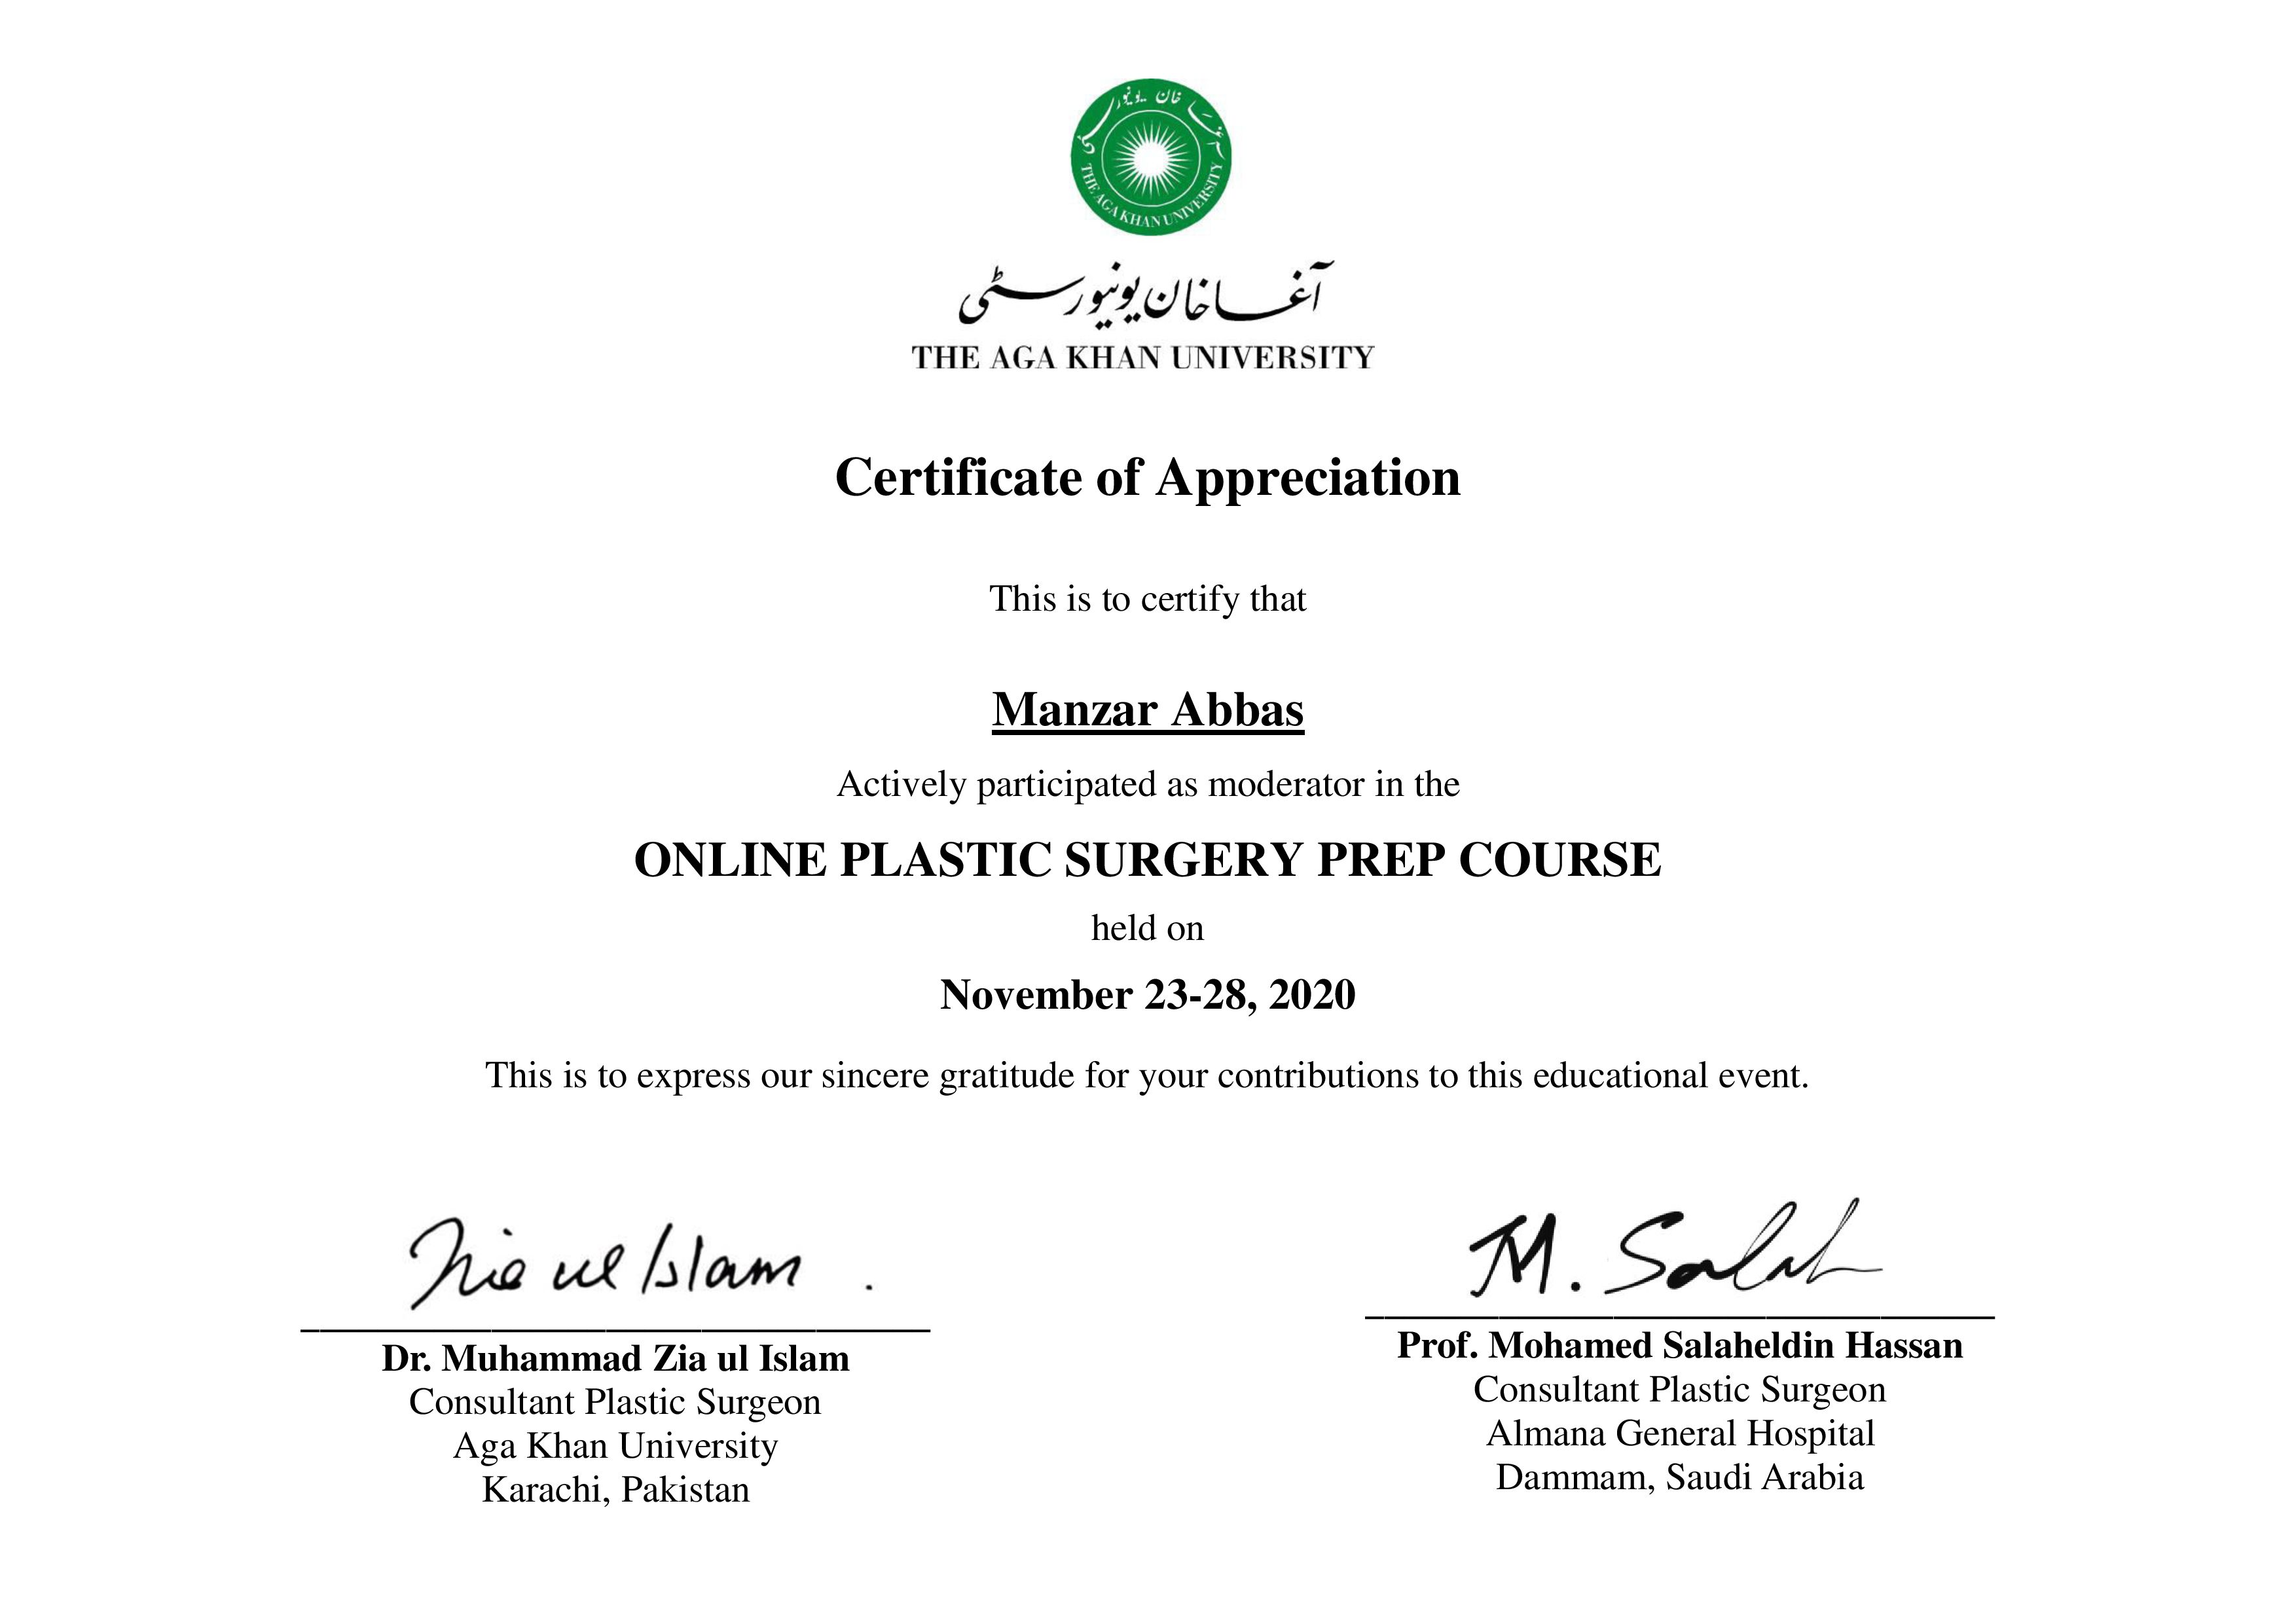 آغا خان یونیورسٹی
THE AGA KHAN UNIVERSITY
آغا خان یونیورسٹی
THE AGA KHAN UNIVERSITY
Certificate of Appreciation
This is to certify that
Manzar Abbas
Actively participated as moderator in the
ONLINE PLASTIC SURGERY PREP COURSE
held on
November 23-28, 2020
This is to express our sincere gratitude for your contributions to this educational event.
Zia ul Islam .
Dr. Muhammad Zia ul Islam
Consultant Plastic Surgeon
Aga Khan University
Karachi, Pakistan
M. Salah
Prof. Mohamed Salaheldin Hassan
Consultant Plastic Surgeon
Almana General Hospital
Dammam, Saudi Arabia